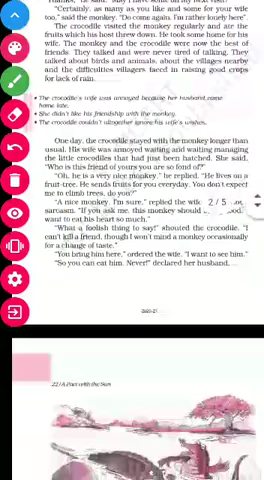 "Certainly, as many as you like and some for your wife
too," said the monkey. "Do come again. I'm rather lonely here".
The crocodile visited the monkey regularly and ate the
fruits which his host threw down. He took some home for his
wife. The monkey and the crocodile were now the best of
friends. They talked and were never tired of talking. They
talked about birds and animals, about the villages nearby
and the difficulties villagers faced in raising good crops
for lack of rain.
• The crocodile's wife was annoyed because her husband came
home late.
• She didn't like his friendship with the monkey.
• The crocodile couldn't altogether ignore his wife's wishes.
One day, the crocodile stayed with the monkey longer than
usual. His wife was annoyed waiting and waiting managing
the little crocodiles that had just been hatched. She said,
"Who is this friend of yours you are so fond of?"
"Oh, he is a very nice monkey," he replied. "He lives on a
fruit-tree. He sends fruits for you everyday. You don't expect
me to climb trees, do you?"
"A nice monkey, I'm sure," replied the wife
2 / 5
sarcasm. "If you ask me, this monkey should
want to eat his heart so much."
"What a foolish thing to say!" shouted the crocodile. "I
can't kill a friend, though I won't mind a monkey occasionally
for a change of taste."
"You bring him here," ordered the wife. "I want to see him."
"So you can eat him. Never!" declared her husband,
2020-21
22/A Pact with the Sun